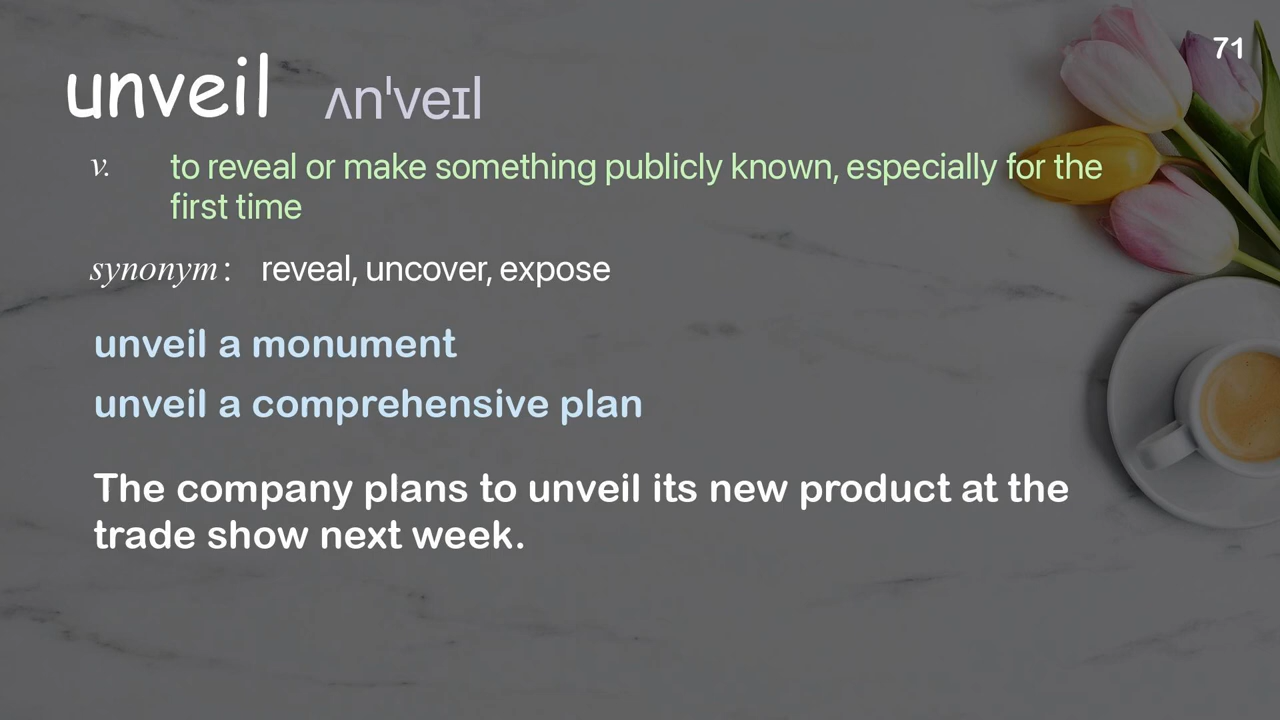 71
unveil ʌnˈveɪl
v. to reveal or make something publicly known, especially for the
first time
synonym: reveal, uncover, expose
unveil a monument
unveil a comprehensive plan
The company plans to unveil its new product at the
trade show next week.